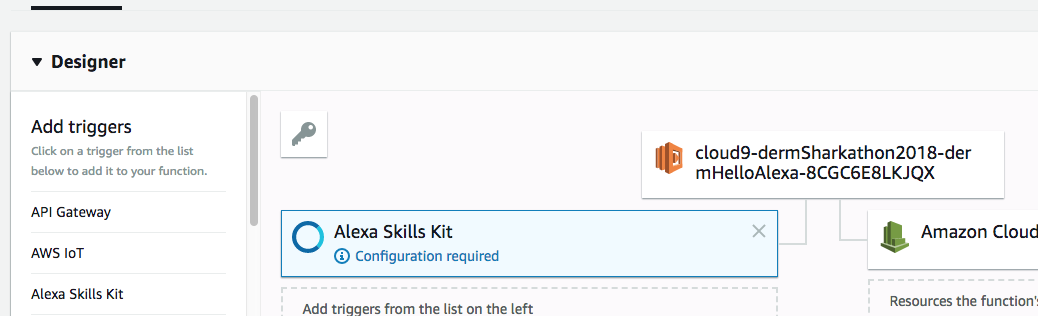 Designer
Add triggers
Click on a trigger from the list
below to add it to your function.
API Gateway
AWS IoT
Alexa Skills Kit
cloud9-dermSharkathon2018-der
mHelloAlexa-8CGC6E8LKJQX
Alexa Skills Kit
Configuration required
Add triggers from the list on the left
Amazon Cloud
Resources the function's